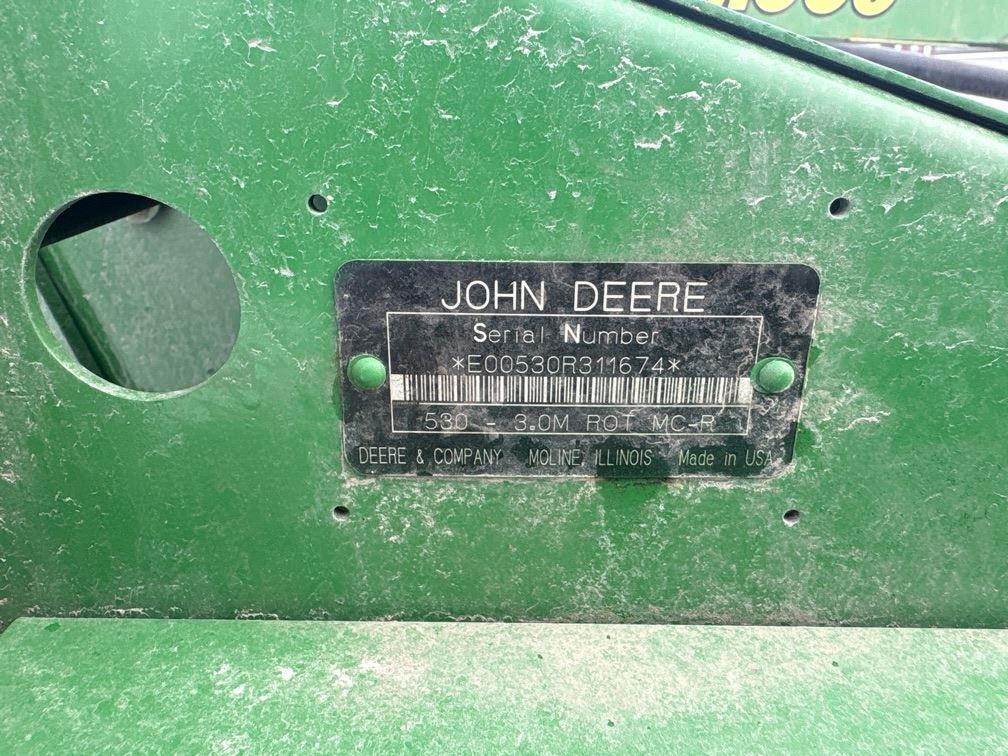 JOHN DEERE
Serial Number
*E00530R311674*
530 - 3.0M ROT MC-R
DEERE & COMPANY MOLINE, ILLINOIS Made in USA